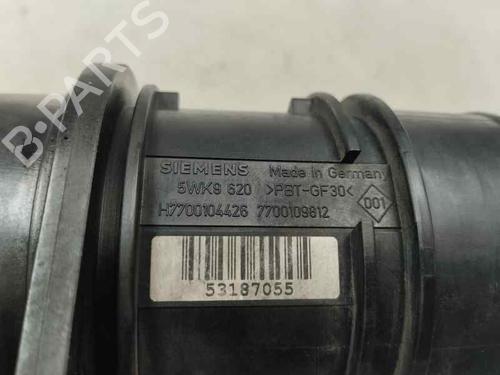 B-PARTS
SIEMENS Made in Germany
5WK9 620 >PBT-GF30<
H7700104426 7700109812 001
53187055